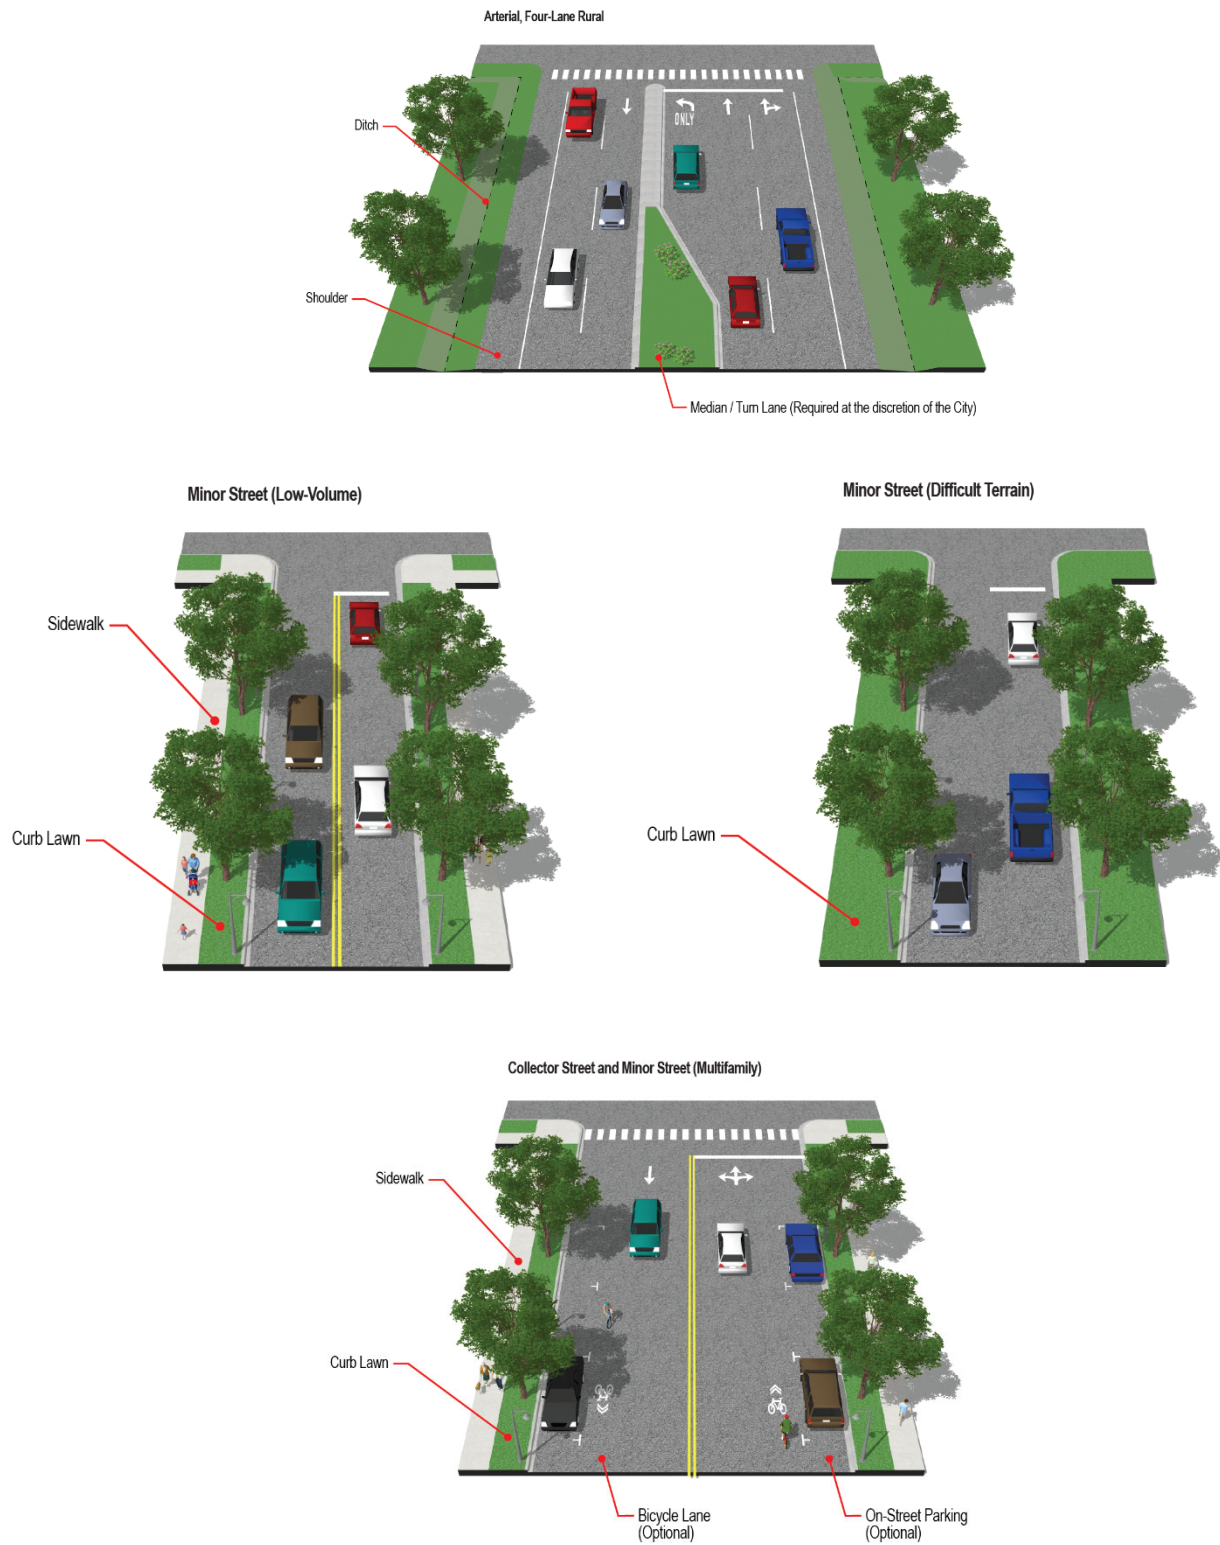 Arterial, Four-Lane Rural
ONLY
Ditch
Shoulder
Median / Turn Lane (Required at the discretion of the City)
Minor Street (Low-Volume)
Minor Street (Difficult Terrain)
Sidewalk
Curb Lawn
Curb Lawn
Collector Street and Minor Street (Multifamily)
Sidewalk
Curb Lawn
Bicycle Lane
(Optional)
On-Street Parking
(Optional)